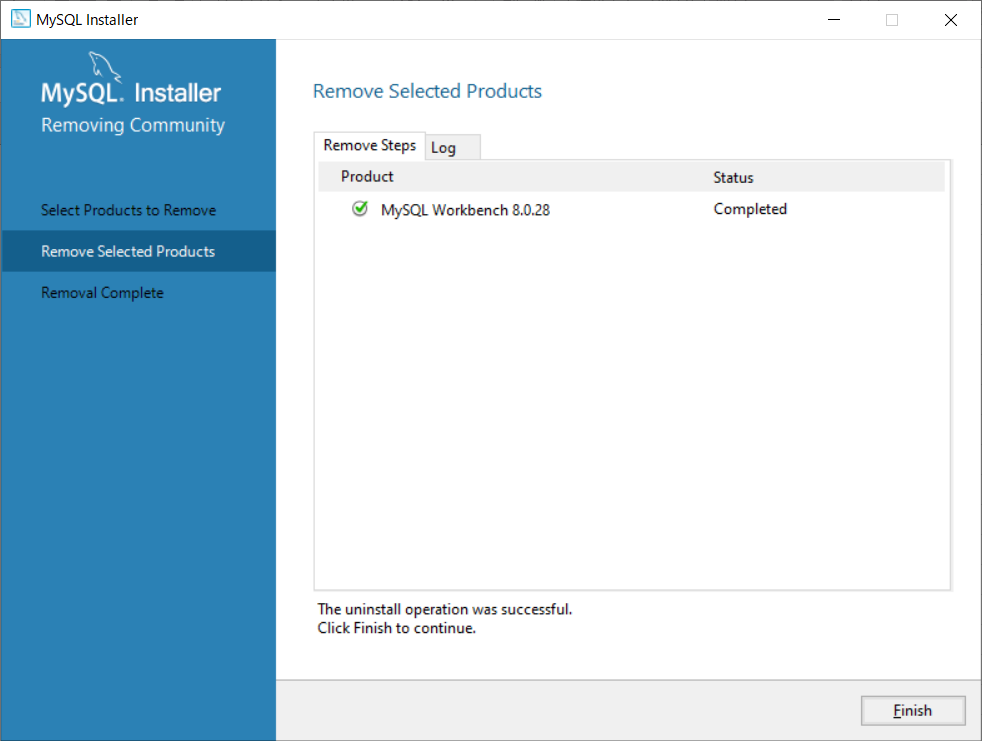 MySQL Installer
MySQL. Installer
Removing Community
Select Products to Remove
Remove Selected Products
Removal Complete
Remove Selected Products
Remove Steps Log
Product Status
MySQL Workbench 8.0.28 Completed
The uninstall operation was successful.
Click Finish to continue.
Finish